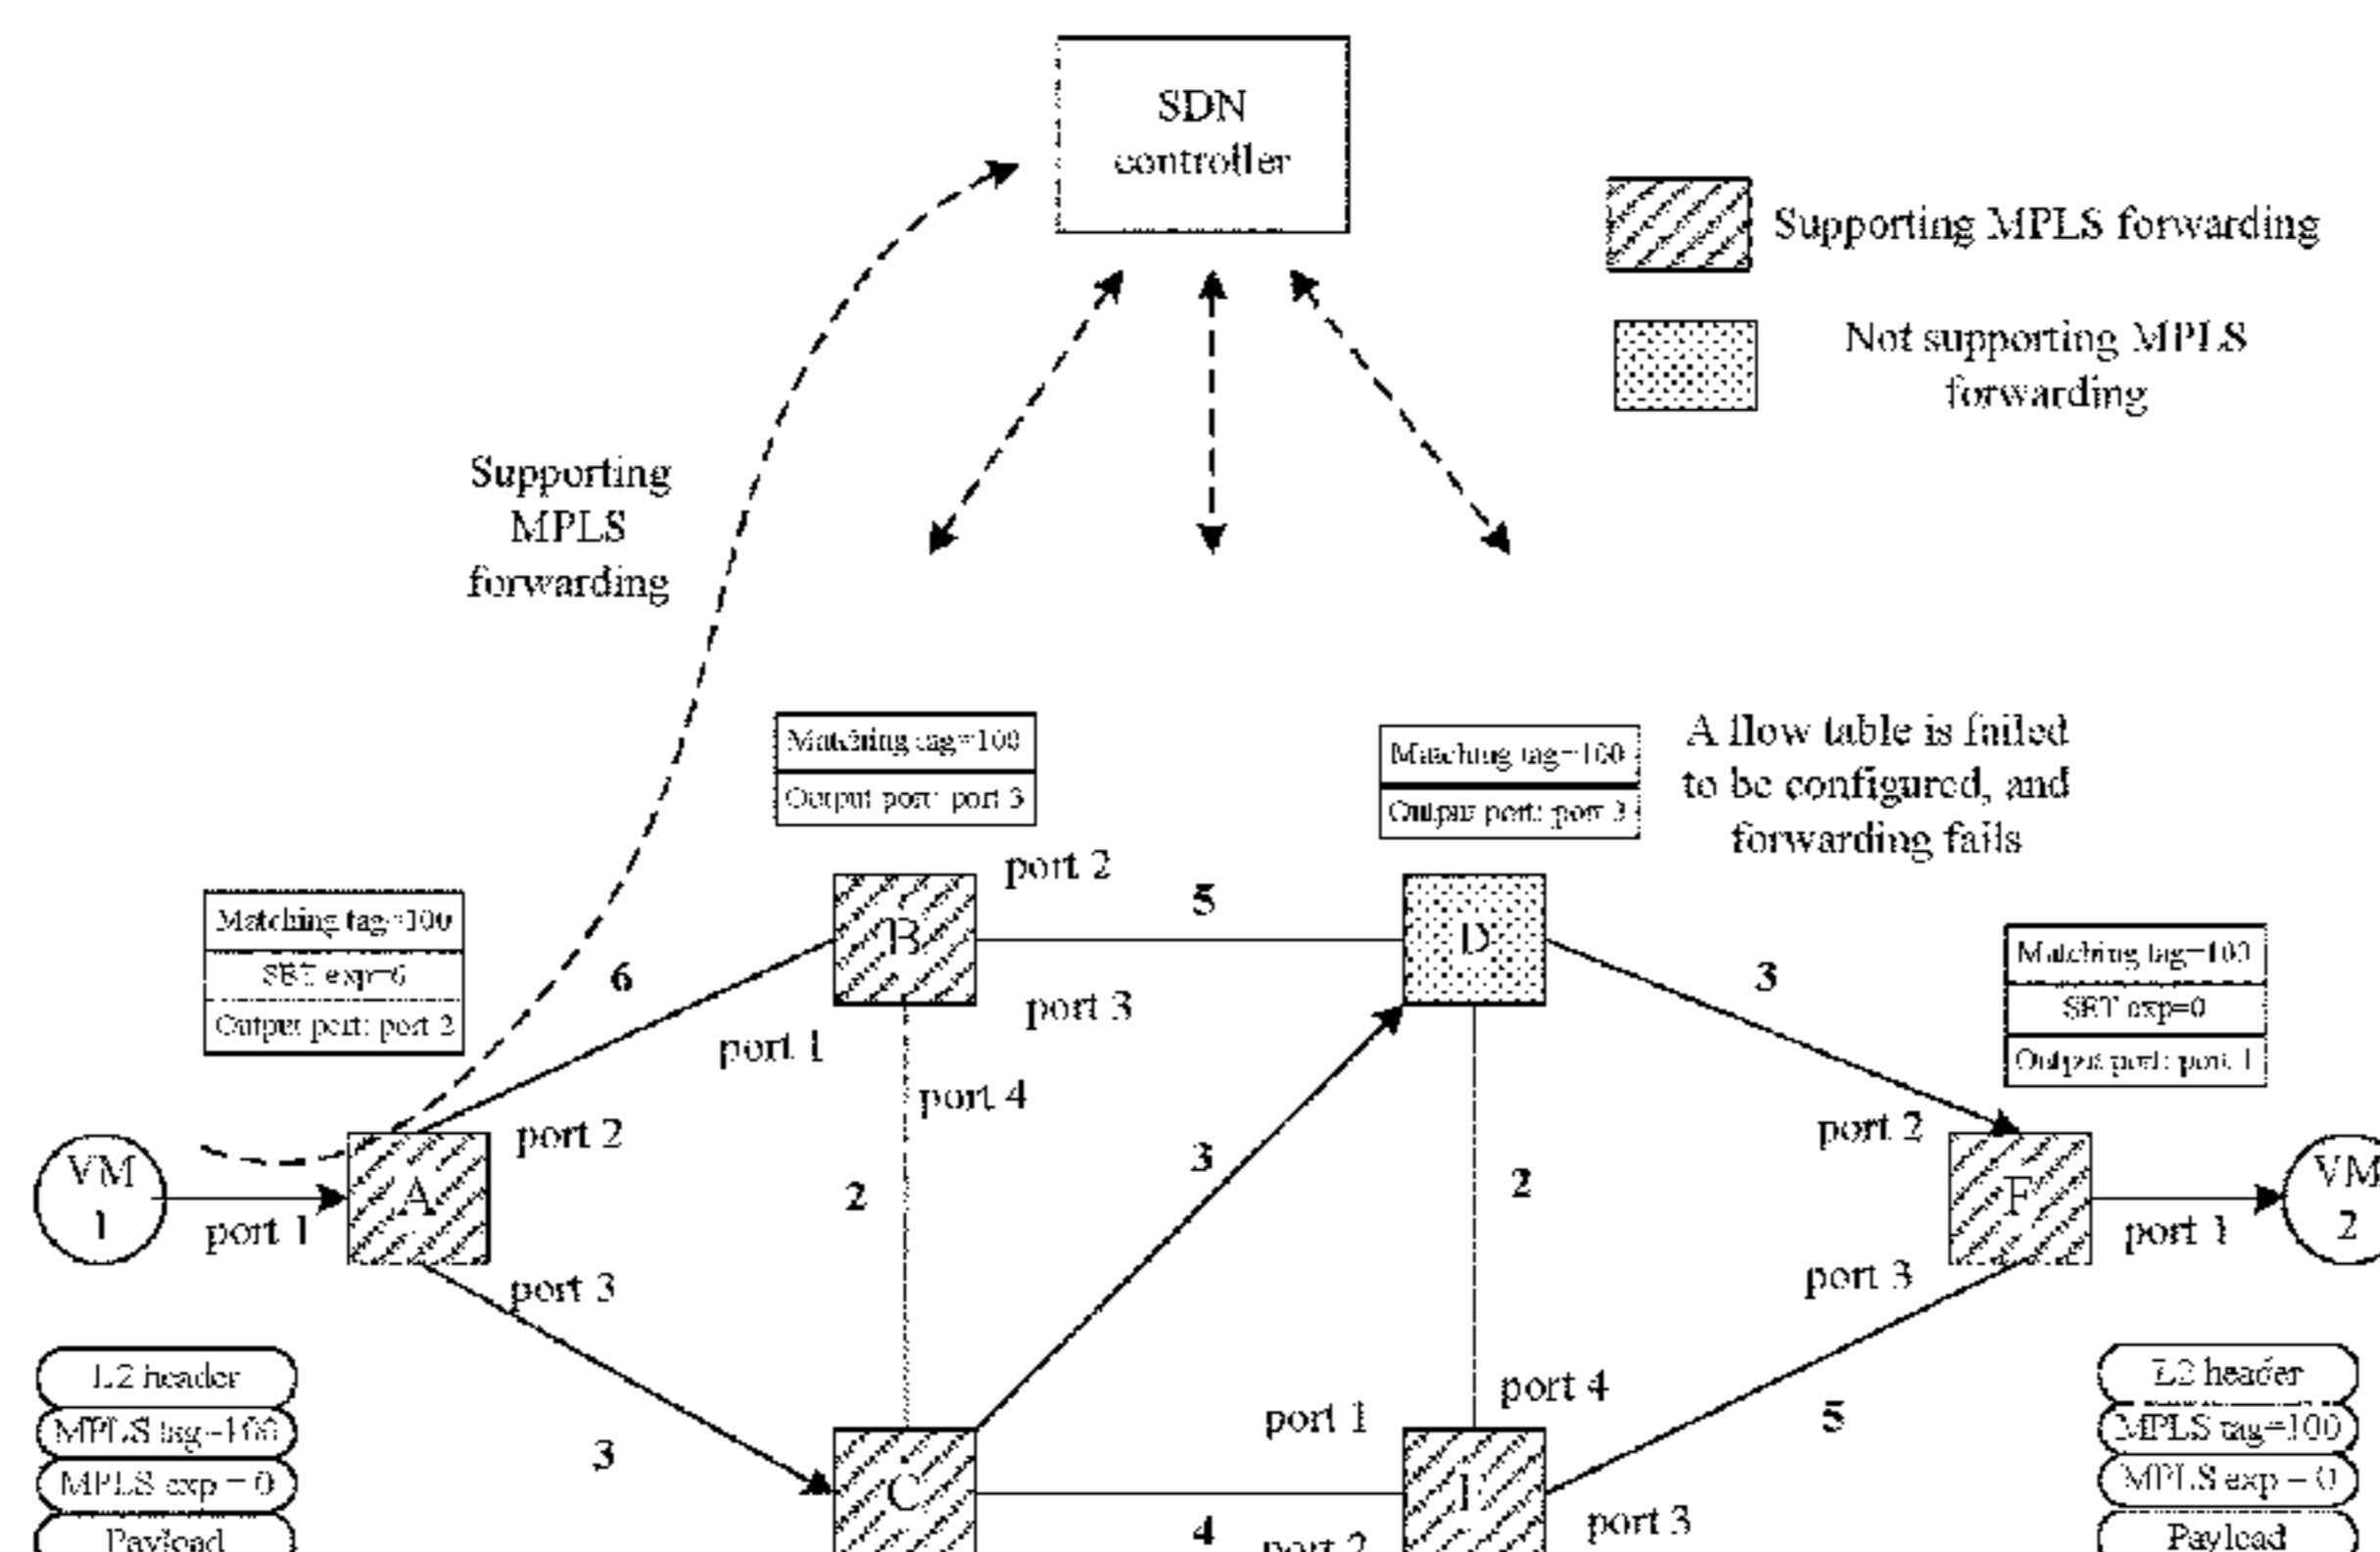 SDN
controller
Supporting MPLS forwarding
Not supporting MPLS
forwarding
Supporting
MPLS
forwarding
Matching tag=100
Output port: port 3
Matching tag=100
Output port: port 3
A flow table is failed
to be configured, and
forwarding fails
port 2
5
Matching tag=100
SET exp=6
Output port: port 2
6
B
D
3
Matching tag=100
SET exp=0
Output port: port 1
port 3
port 1
port 4
port 2
port 2
VM
1
port 1
A
2
3
2
F
port 1
VM
2
port 3
port 3
L2 header
MPLS tag=100
MPLS exp = 0
Payload
3
C
4
port 1
port 2
port 4
E
port 3
5
L2 header
MPLS tag=100
MPLS exp = 0
Payload